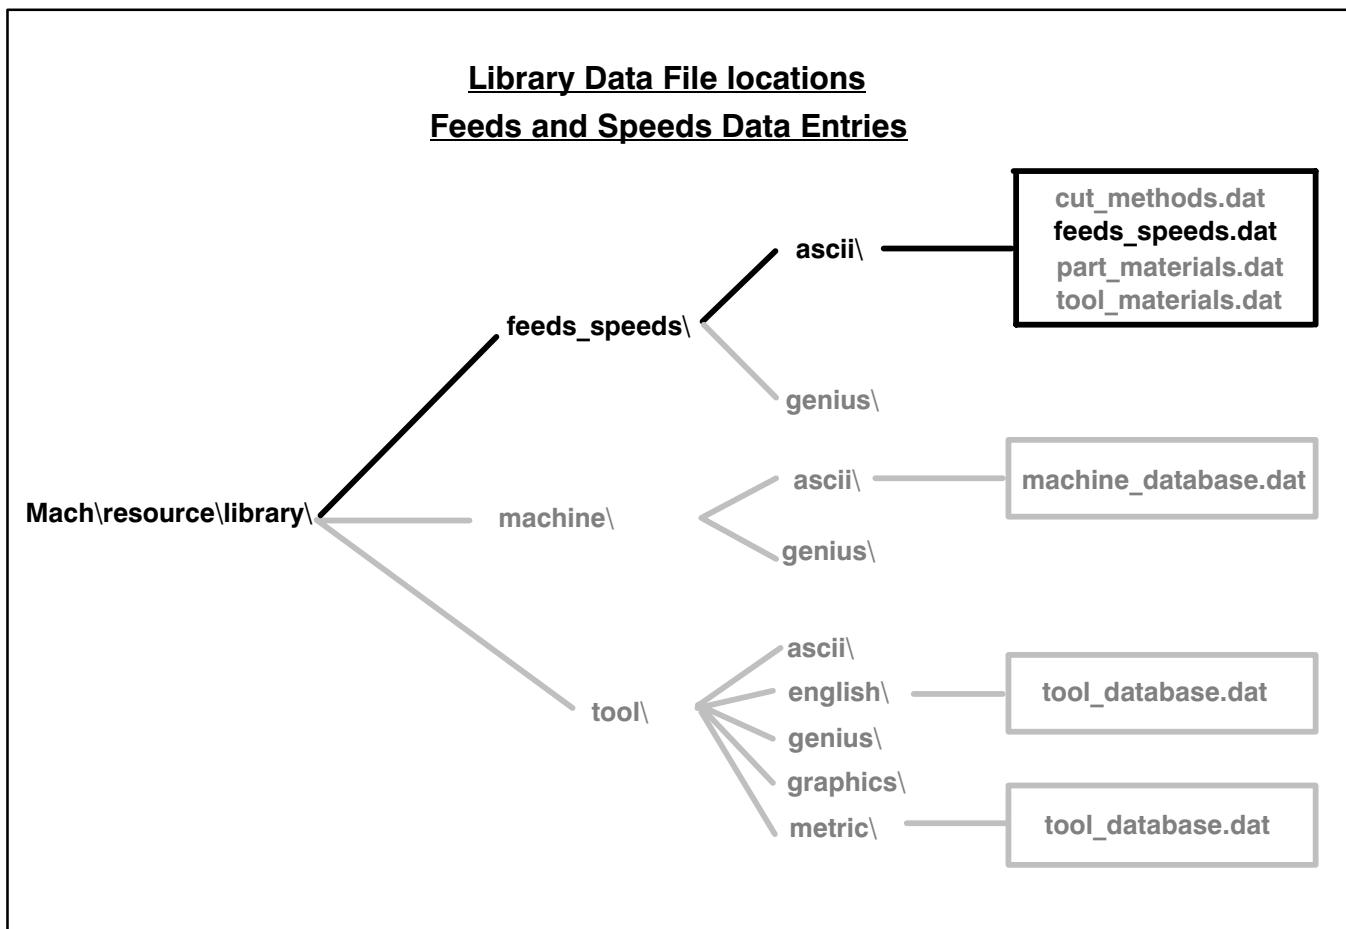 Library Data File locations
Feeds and Speeds Data Entries
cut_methods.dat
feeds_speeds.dat
part_materials.dat
tool_materials.dat
ascii\
feeds_speeds\
genius\
ascii\
machine_database.dat
Mach\resource\library\
machine\
genius\
ascii\
english\
tool_database.dat
tool\
genius\
graphics\
metric\
tool_database.dat